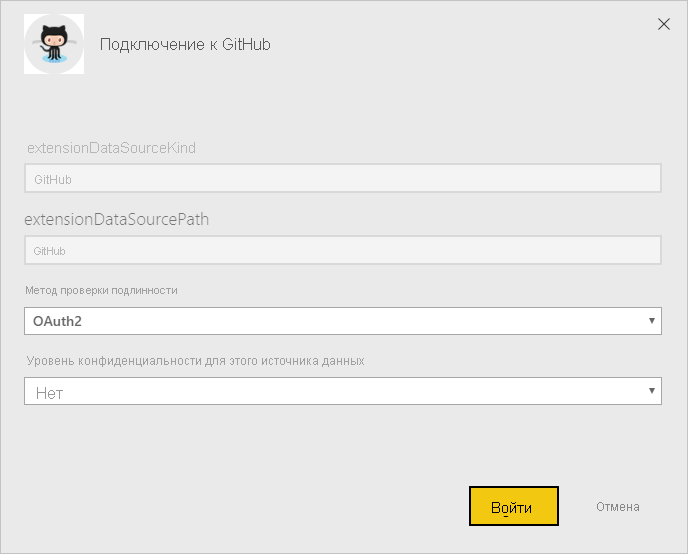 Подключение к GitHub
extensionDataSourceKind
GitHub
extensionDataSourcePath
GitHub
Метод проверки подлинности
OAuth2
Уровень конфиденциальности для этого источника данных
Нет
Войти
Отмена